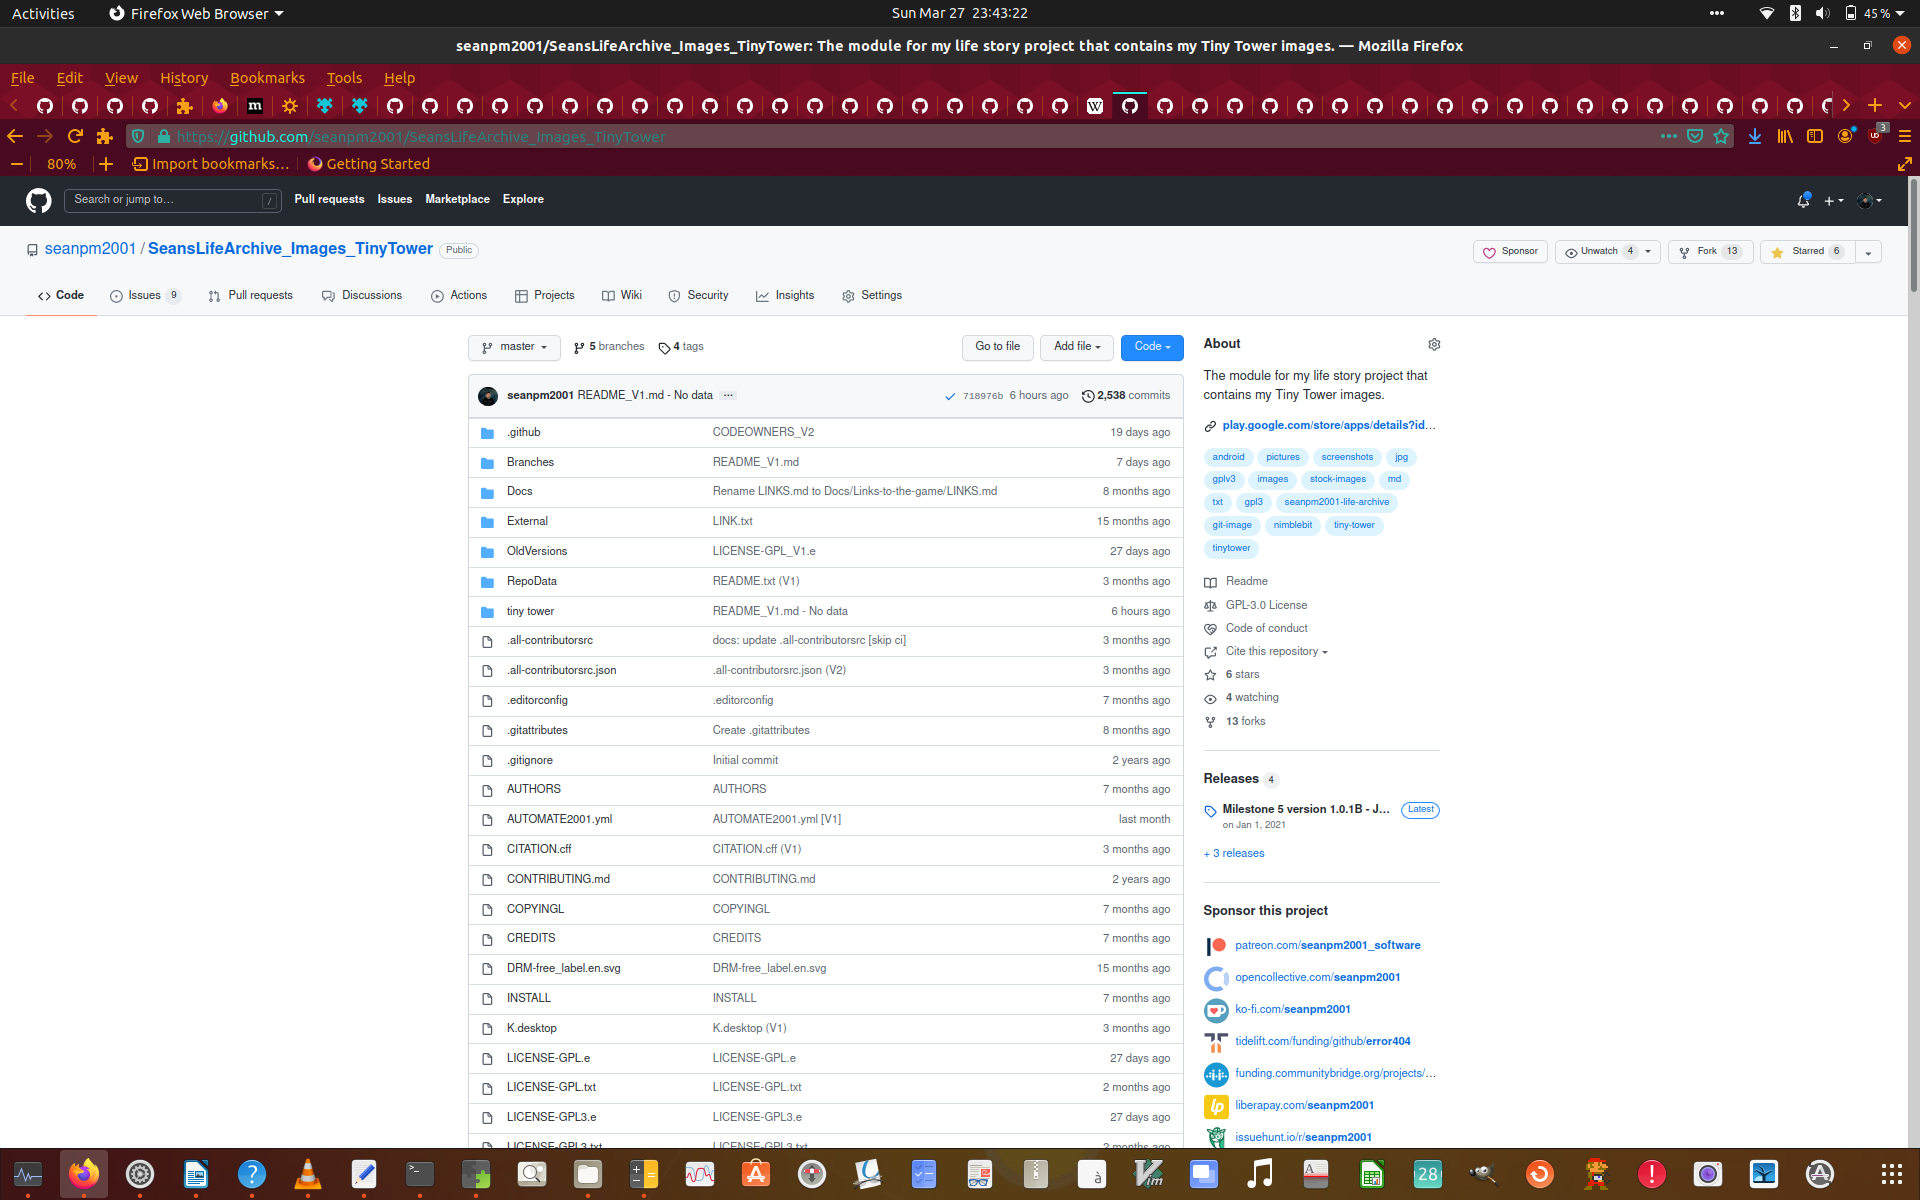 Activities
Firefox Web Browser
Sun Mar 27 23:43:22
45 %
seanpm2001/SeansLifeArchive_Images_TinyTower: The module for my life story project that contains my Tiny Tower images. — Mozilla Firefox
File Edit View History Bookmarks Tools Help
https://github.com/seanpm2001/SeansLifeArchive_Images_TinyTower
3
80%
Import bookmarks…
Getting Started
Search or jump to…
/
Pull requests Issues Marketplace Explore
seanpm2001 / SeansLifeArchive_Images_TinyTower Public
Sponsor
Unwatch 4
Fork 13
Starred 6
Code
Issues 9
Pull requests
Discussions
Actions
Projects
Wiki
Security
Insights
Settings
master
5 branches
4 tags
Go to file
Add file
Code
seanpm2001 README_V1.md - No data ...
718976b 6 hours ago
2,538 commits
.github CODEOWNERS_V2 19 days ago
Branches README_V1.md 7 days ago
Docs Rename LINKS.md to Docs/Links-to-the-game/LINKS.md 8 months ago
External LINK.txt 15 months ago
OldVersions LICENSE-GPL_V1.e 27 days ago
RepoData README.txt (V1) 3 months ago
tiny tower README_V1.md - No data 6 hours ago
.all-contributorsrc docs: update .all-contributorsrc [skip ci] 3 months ago
.all-contributorsrc.json .all-contributorsrc.json (V2) 3 months ago
.editorconfig .editorconfig 7 months ago
.gitattributes Create .gitattributes 8 months ago
.gitignore Initial commit 2 years ago
AUTHORS AUTHORS 7 months ago
AUTOMATE2001.yml AUTOMATE2001.yml [V1] last month
CITATION.cff CITATION.cff (V1) 3 months ago
CONTRIBUTING.md CONTRIBUTING.md 2 years ago
COPYINGL COPYINGL 7 months ago
CREDITS CREDITS 7 months ago
DRM-free_label.en.svg DRM-free_label.en.svg 15 months ago
INSTALL INSTALL 7 months ago
K.desktop K.desktop (V1) 3 months ago
LICENSE-GPL.e LICENSE-GPL.e 27 days ago
LICENSE-GPL.txt LICENSE-GPL.txt 2 months ago
LICENSE-GPL3.e LICENSE-GPL3.e 27 days ago
LICENSE-GPL3.txt LICENSE-GPL3.txt 2 months ago
About
The module for my life story project that
contains my Tiny Tower images.
play.google.com/store/apps/details?id...
android pictures screenshots jpg
gplv3 images stock-images md
txt gpl3 seanpm2001-life-archive
git-image nimblebit tiny-tower
tinytower
Readme
GPL-3.0 License
Code of conduct
Cite this repository
6 stars
4 watching
13 forks
Releases 4
Milestone 5 version 1.0.1B - J... Latest
on Jan 1, 2021
+ 3 releases
Sponsor this project
patreon.com/seanpm2001_software
opencollective.com/seanpm2001
ko-fi.com/seanpm2001
tidelift.com/funding/github/error404
funding.communitybridge.org/projects/...
liberapay.com/seanpm2001
issuehunt.io/r/seanpm2001
28